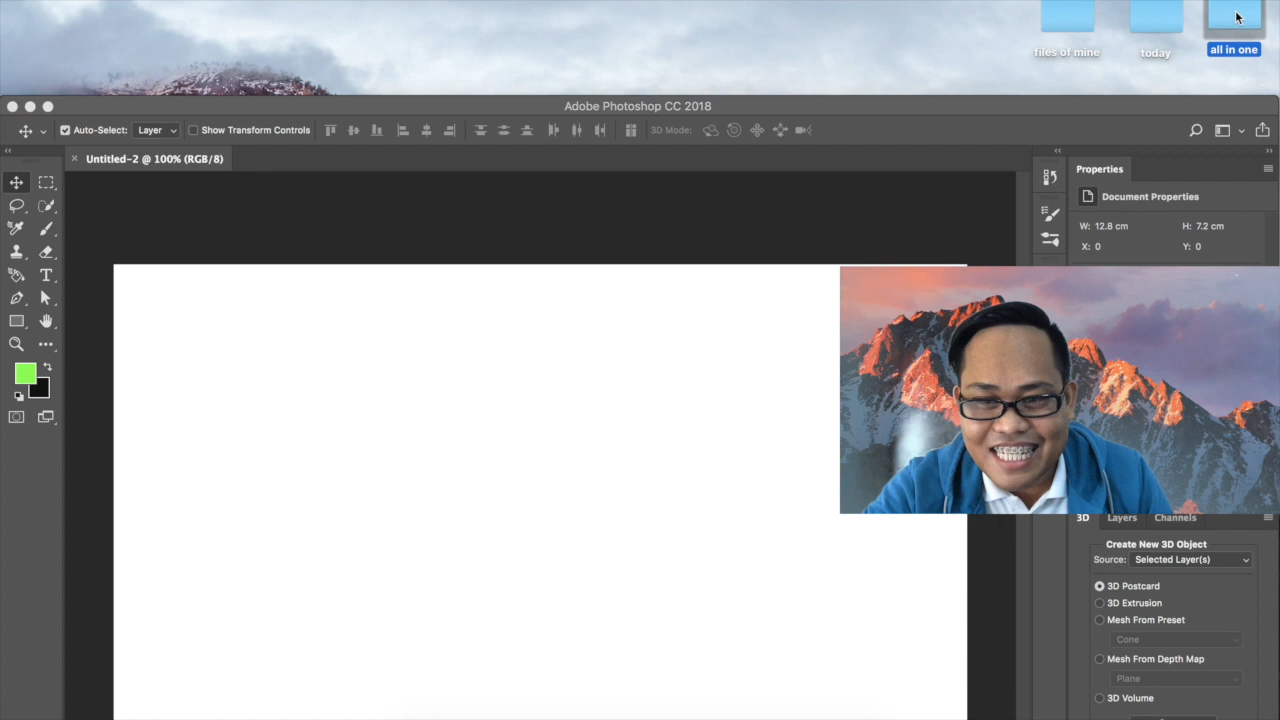 files of mine
today
all in one
Adobe Photoshop CC 2018
Auto-Select: Layer Show Transform Controls 3D Mode:
Untitled-2 @ 100% (RGB/8)
Properties
Document Properties
W: 12.8 cm H: 7.2 cm
X: 0 Y: 0
3D Layers Channels
Create New 3D Object
Source: Selected Layer(s)
3D Postcard
3D Extrusion
Mesh From Preset
Cone
Mesh From Depth Map
Plane
3D Volume